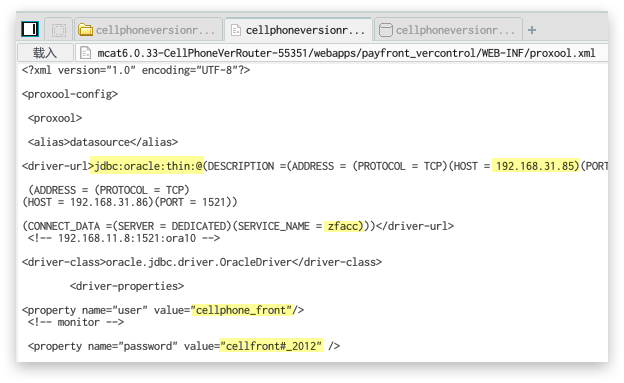 cellphoneversionr...
cellphoneversionr...
cellphoneversionr...
+
载入
mcat6.0.33-CellPhoneVerRouter-55351/webapps/payfront_vercontrol/WEB-INF/proxool.xml
<?xml version="1.0" encoding="UTF-8"?>
<proxool-config>
<proxool>
<alias>datasource</alias>
<driver-url>jdbc:oracle:thin:@(DESCRIPTION =(ADDRESS = (PROTOCOL = TCP)(HOST = 192.168.31.85)(PORT
(ADDRESS = (PROTOCOL = TCP)
(HOST = 192.168.31.86)(PORT = 1521))
(CONNECT_DATA =(SERVER = DEDICATED)(SERVICE_NAME = zfacc)))</driver-url>
<!-- 192.168.11.8:1521:ora10 -->
<driver-class>oracle.jdbc.driver.OracleDriver</driver-class>
<driver-properties>
<property name="user" value="cellphone_front"/>
<!-- monitor -->
<property name="password" value="cellfront#_2012" />